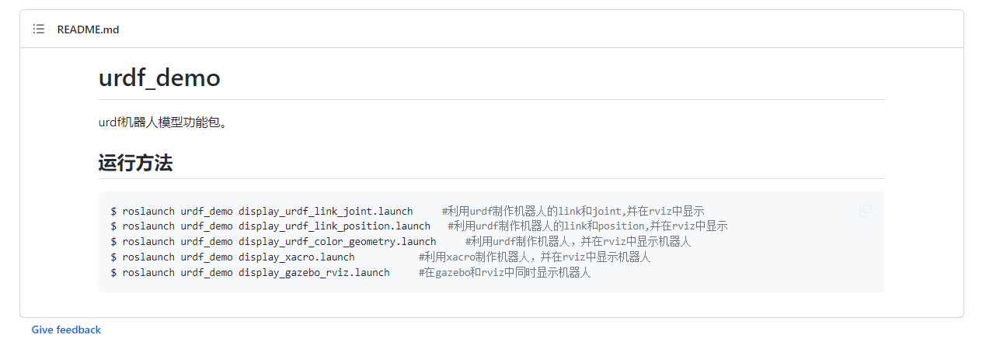 README.md
urdf_demo
urdf机器人模型功能包。
运行方法
$ roslaunch urdf_demo display_urdf_link_joint.launch     #利用urdf制作机器人的link和joint,并在rviz中显示
$ roslaunch urdf_demo display_urdf_link_position.launch   #利用urdf制作机器人的link和position,并在rviz中显示
$ roslaunch urdf_demo display_urdf_color_geometry.launch     #利用urdf制作机器人，并在rviz中显示机器人
$ roslaunch urdf_demo display_xacro.launch           #利用xacro制作机器人，并在rviz中显示机器人
$ roslaunch urdf_demo display_gazebo_rviz.launch     #在gazebo和rviz中同时显示机器人
Give feedback